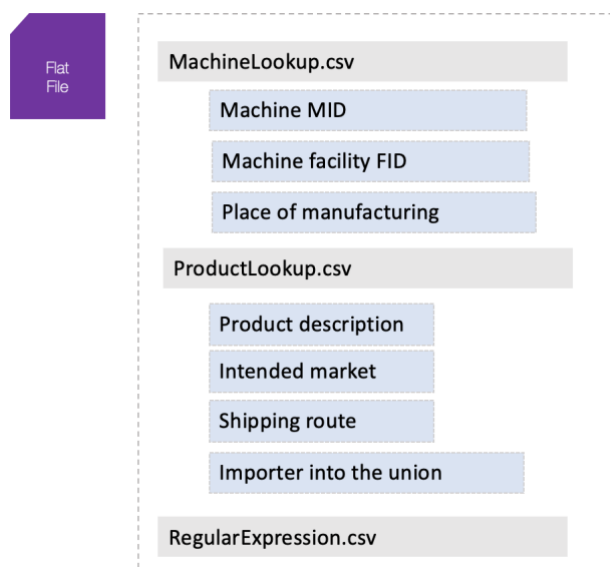 Flat
File
MachineLookup.csv
Machine MID
Machine facility FID
Place of manufacturing
ProductLookup.csv
Product description
Intended market
Shipping route
Importer into the union
RegularExpression.csv